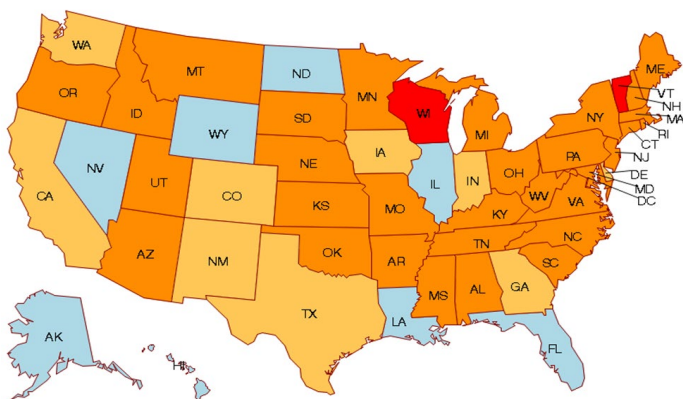 WA
MT
ND
MN
ME
VT
NH
MA
RI
CT
NJ
DE
MD
DC
OR
ID
WY
SD
WI
MI
NY
NV
UT
CO
NE
IA
IL
IN
OH
PA
CA
AZ
NM
KS
MO
KY
WV
VA
OK
AR
TN
NC
SC
TX
LA
MS
AL
GA
FL
AK
HI